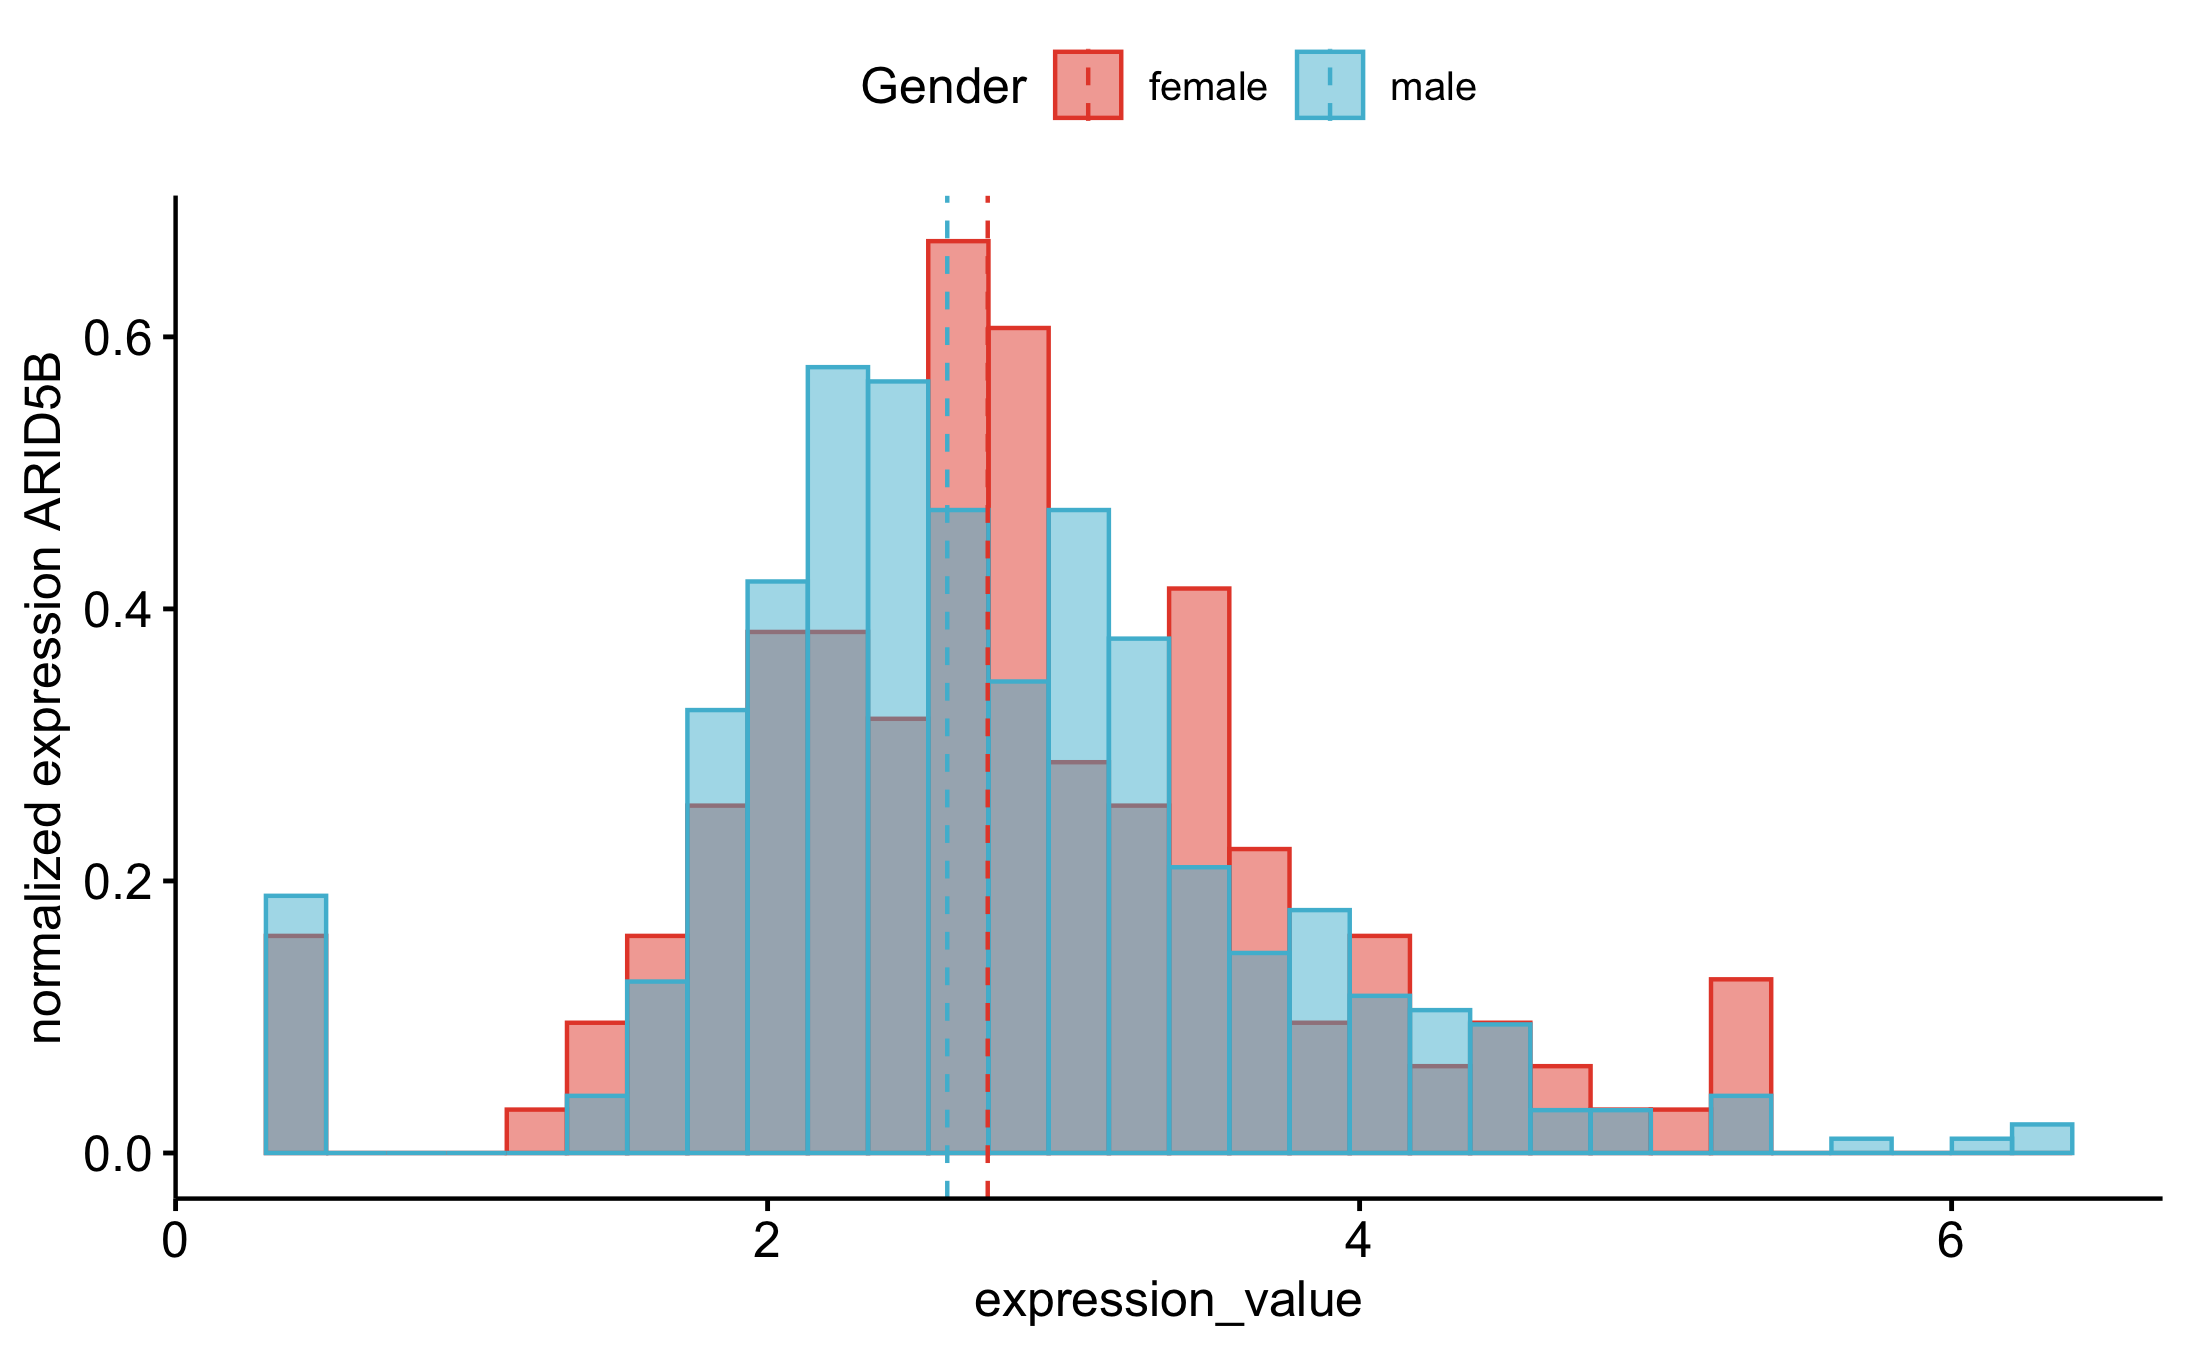 Gender female male
normalized expression ARID5B
0.6
0.4
0.2
0.0
0 2 4 6
expression_value